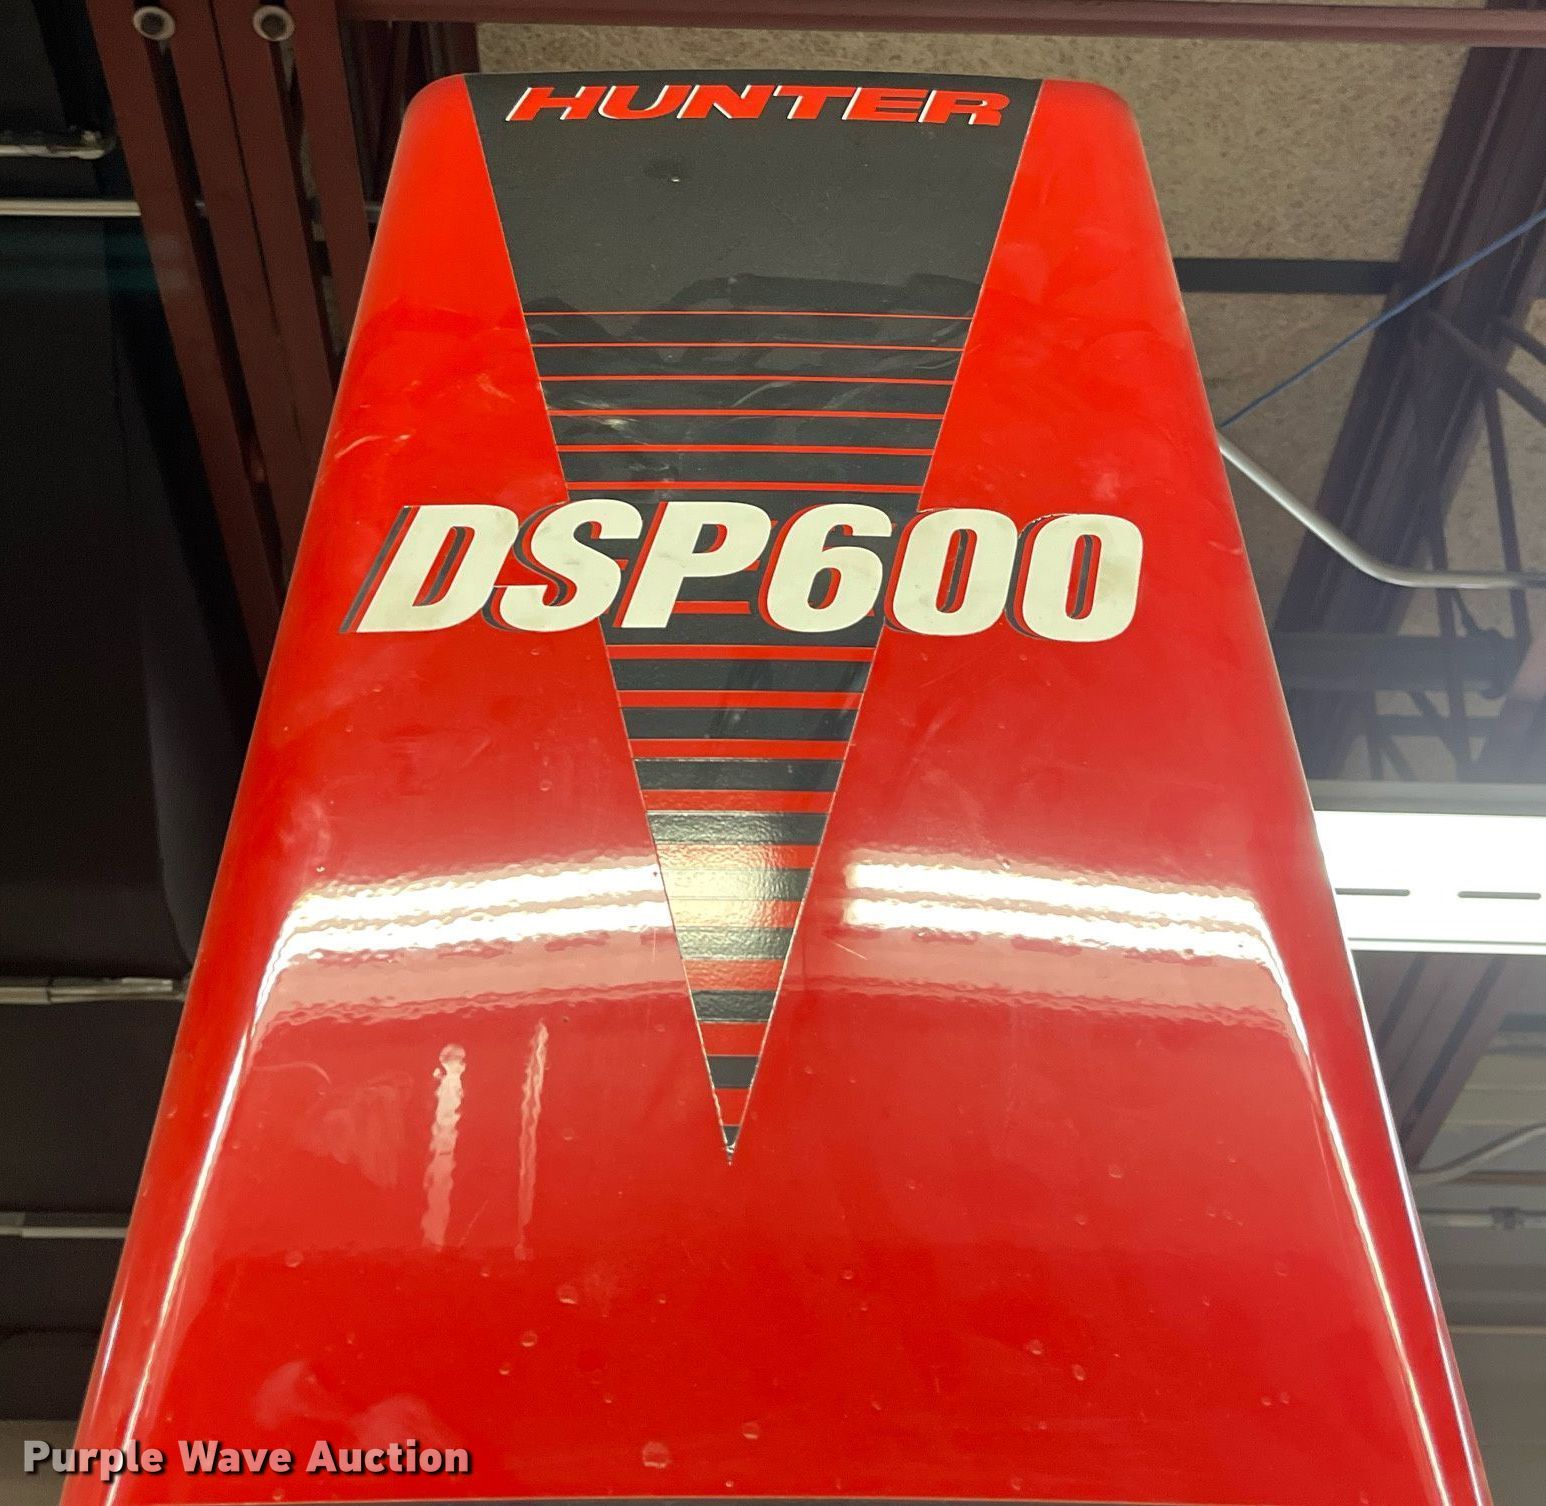 HUNTER
DSP600
Purple Wave Auction